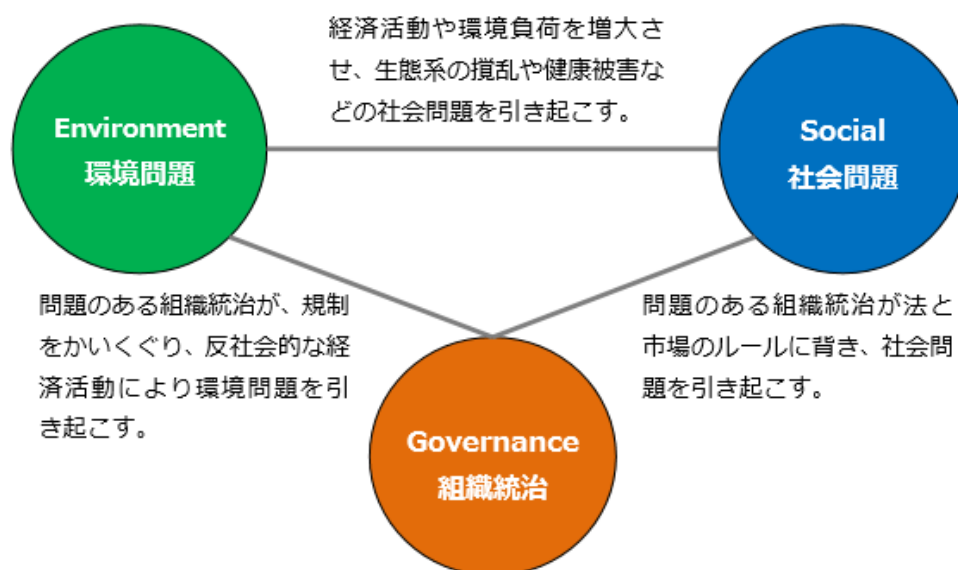 経済活動や環境負荷を増大さ
せ、生態系の撹乱や健康被害な
どの社会問題を引き起こす。
Environment
環境問題
Social
社会問題
問題のある組織統治が、規制
をかいくぐり、反社会的な経
済活動により環境問題を引
き起こす。
問題のある組織統治が法と
市場のルールに背き、社会問
題を引き起こす。
Governance
組織統治